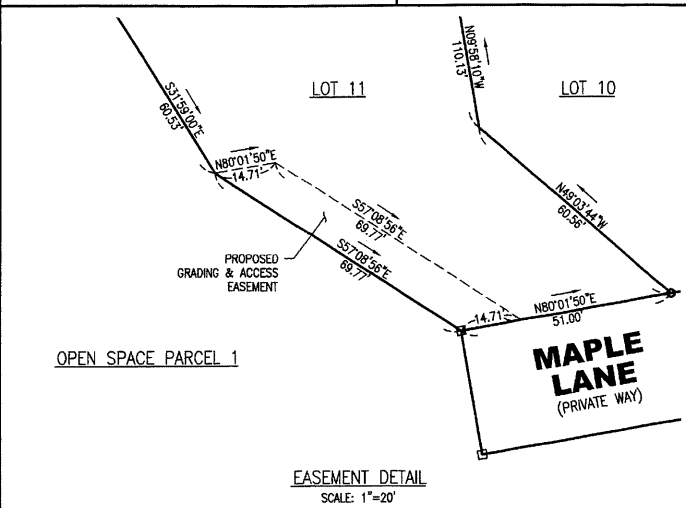 N09°58'10"W
110.13'
LOT 11
LOT 10
S31°59'00"E
60.53'
N80°01'50"E
14.71'
N49°03'44"W
60.56'
S57°08'56"E
69.77'
S57°08'56"E
69.77'
PROPOSED
GRADING & ACCESS
EASEMENT
N80°01'50"E
14.71'
51.00'
OPEN SPACE PARCEL 1
MAPLE
LANE
(PRIVATE WAY)
EASEMENT DETAIL
SCALE: 1"=20'